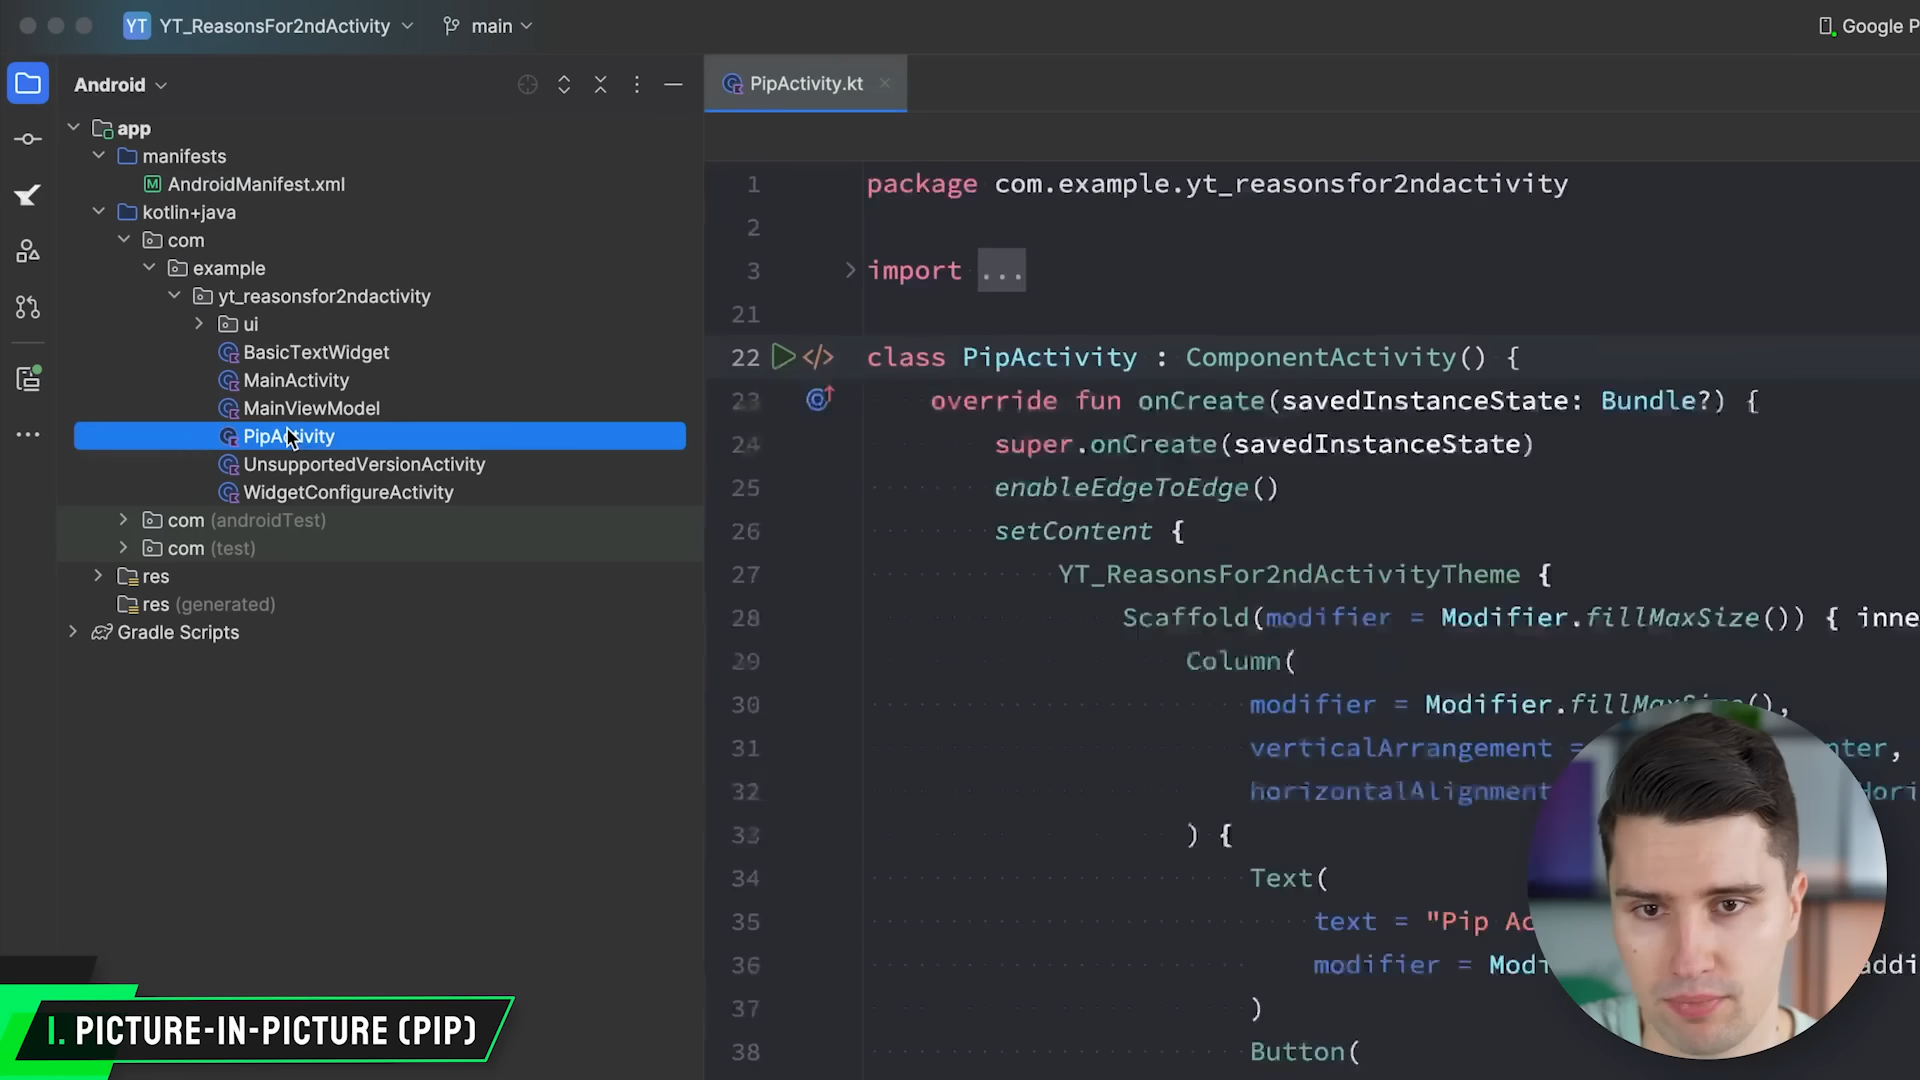 YT YT_ReasonsFor2ndActivity main Google P
Android
PipActivity.kt
app
manifests
AndroidManifest.xml
kotlin+java
com
example
yt_reasonsfor2ndactivity
ui
BasicTextWidget
MainActivity
MainViewModel
PipActivity
UnsupportedVersionActivity
WidgetConfigureActivity
com (androidTest)
com (test)
res
res (generated)
Gradle Scripts
1 package com.example.yt_reasonsfor2ndactivity
2
3 import ...
21
22 class PipActivity : ComponentActivity() {
23 override fun onCreate(savedInstanceState: Bundle?) {
24 super.onCreate(savedInstanceState)
25 enableEdgeToEdge()
26 setContent {
27 YT_ReasonsFor2ndActivityTheme {
28 Scaffold(modifier = Modifier.fillMaxSize()) { inne
29 Column(
30 modifier = Modifier.fillMaxSize(),
31 verticalArrangement = nter,
32 horizontalAlignment Hori
33 ) {
34 Text(
35 text = "Pip Ac
36 modifier = Modi addi
37 )
38 Button(
I. PICTURE-IN-PICTURE (PIP)